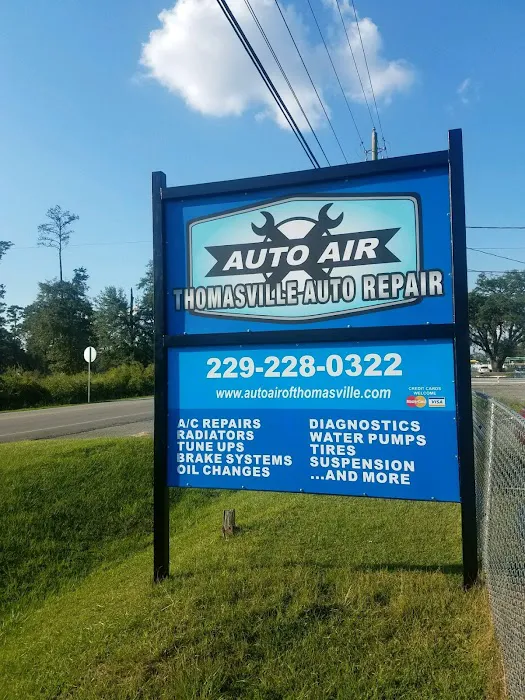 AUTO AIR
THOMASVILLE AUTO REPAIR
229-228-0322
www.autoairofthomasville.com
CREDIT CARDS
WELCOME
MasterCard VISA
A/C REPAIRS
RADIATORS
TUNE UPS
BRAKE SYSTEMS
OIL CHANGES
DIAGNOSTICS
WATER PUMPS
TIRES
SUSPENSION
...AND MORE